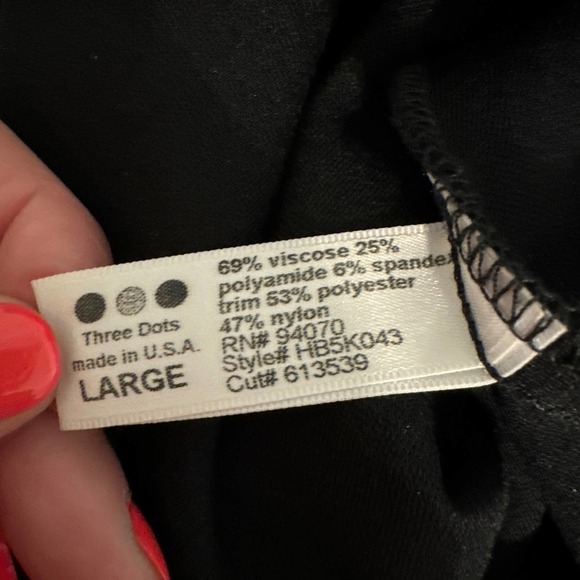 Three Dots
made in U.S.A.
LARGE
69% viscose 25%
polyamide 6% spandex
trim 53% polyester
47% nylon
RN# 94070
Style# HB5K043
Cut# 613539